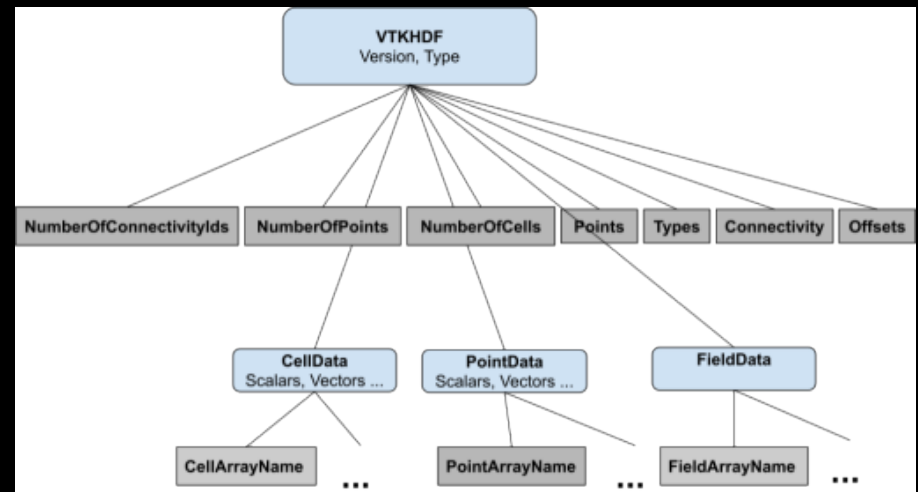 VTKHDF
Version, Type
NumberOfConnectivityIds NumberOfPoints NumberOfCells Points Types Connectivity Offsets
CellData PointData FieldData
Scalars, Vectors ... Scalars, Vectors ...
CellArrayName ... PointArrayName ... FieldArrayName ...